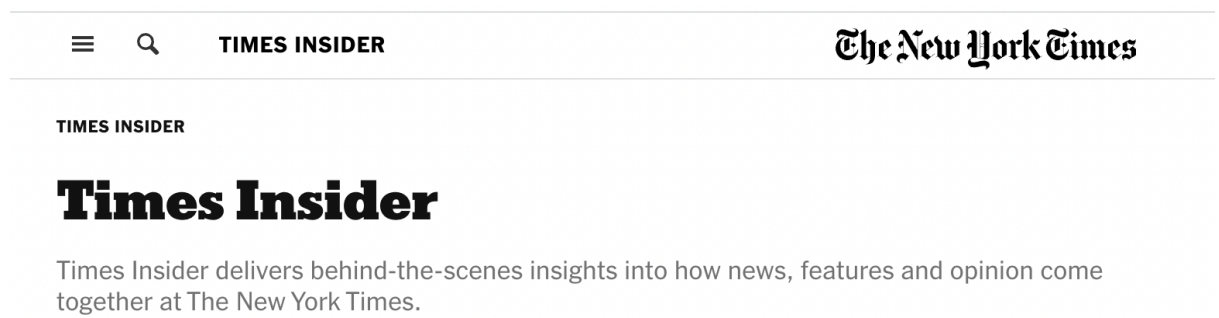 TIMES INSIDER
The New York Times
TIMES INSIDER
Times Insider
Times Insider delivers behind-the-scenes insights into how news, features and opinion come
together at The New York Times.